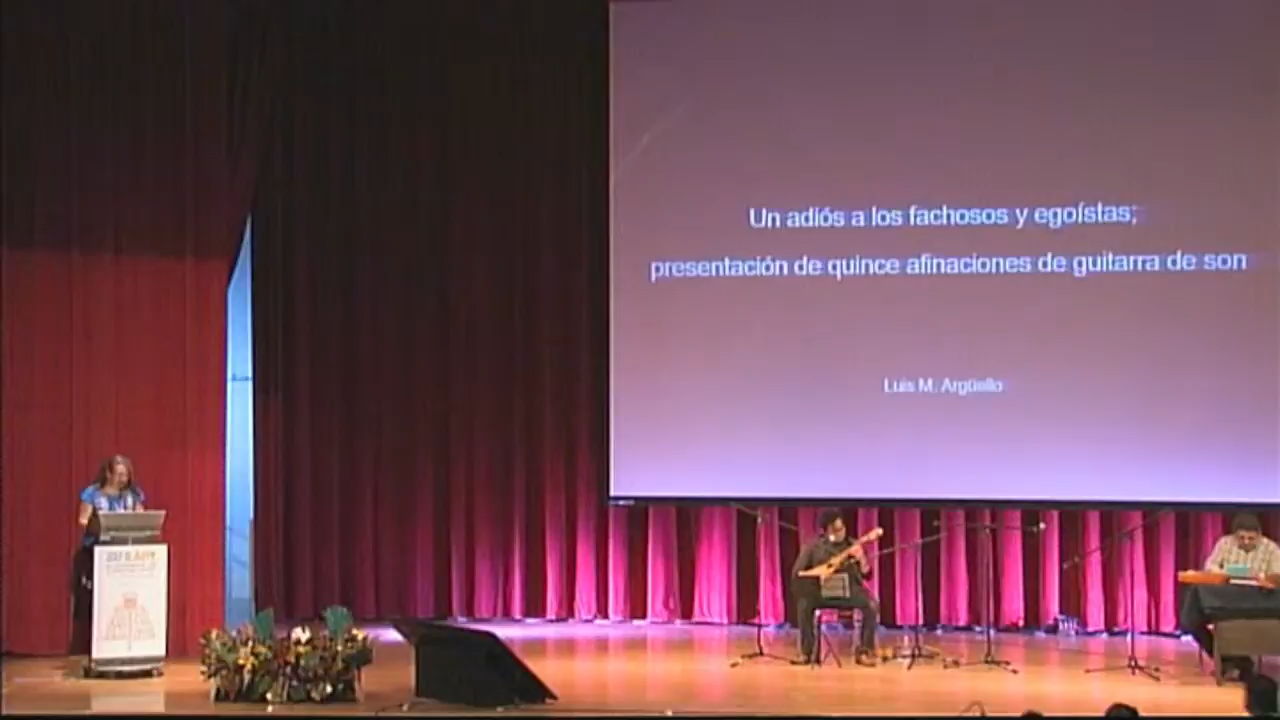 Un adiós a los fachosos y egoístas;
presentación de quince afinaciones de guitarra de son
Luis M. Argüello